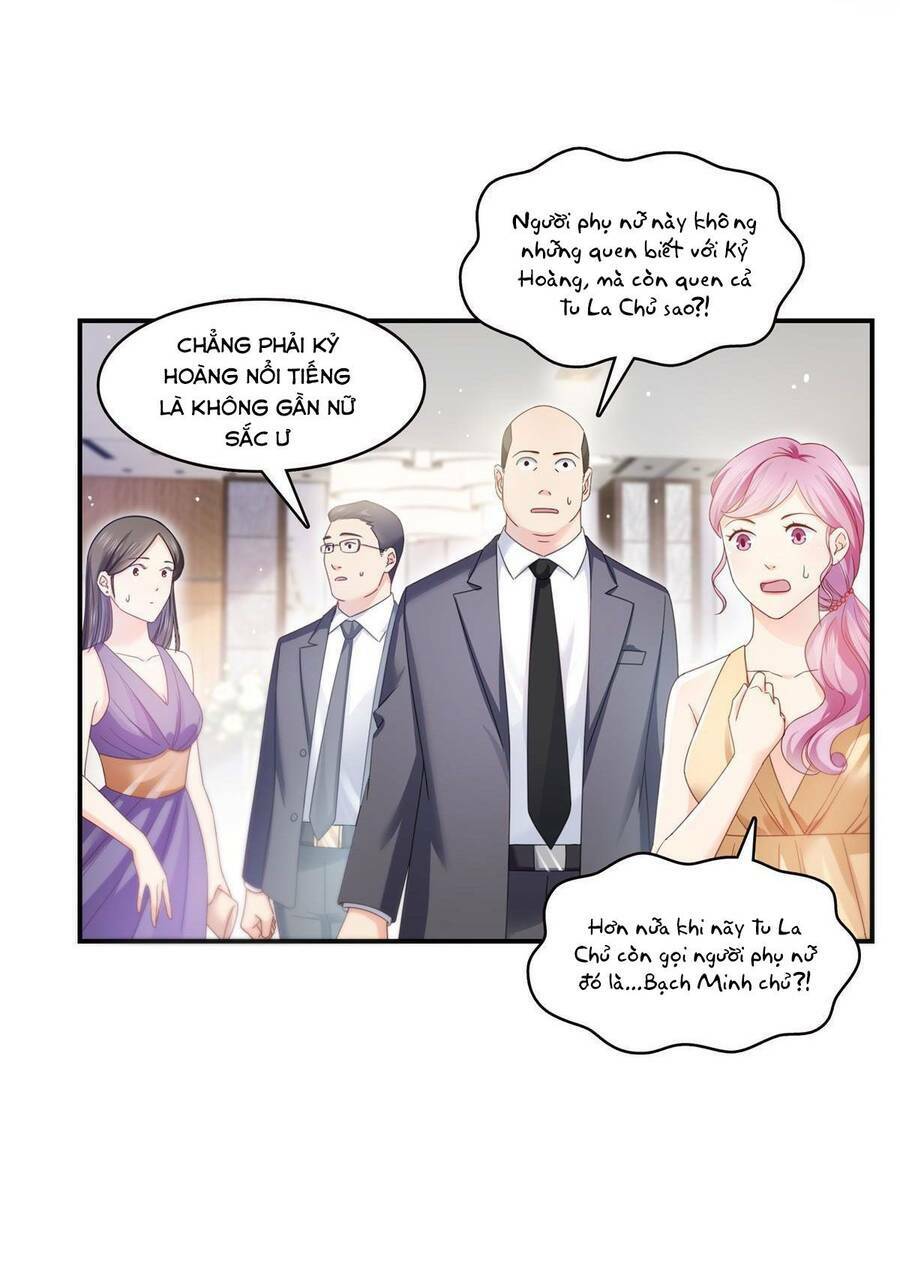 Người phụ nữ này không
những quen biết với Kỷ
Hoàng, mà còn quen cả
Tu La Chủ sao?!
CHẲNG PHẢI KỶ
HOÀNG NỔI TIẾNG
LÀ KHÔNG GẦN NỮ
SẮC Ư
Hơn nữa khi nãy Tu La
Chủ còn gọi người phụ nữ
đó là...Bạch Minh chủ?!